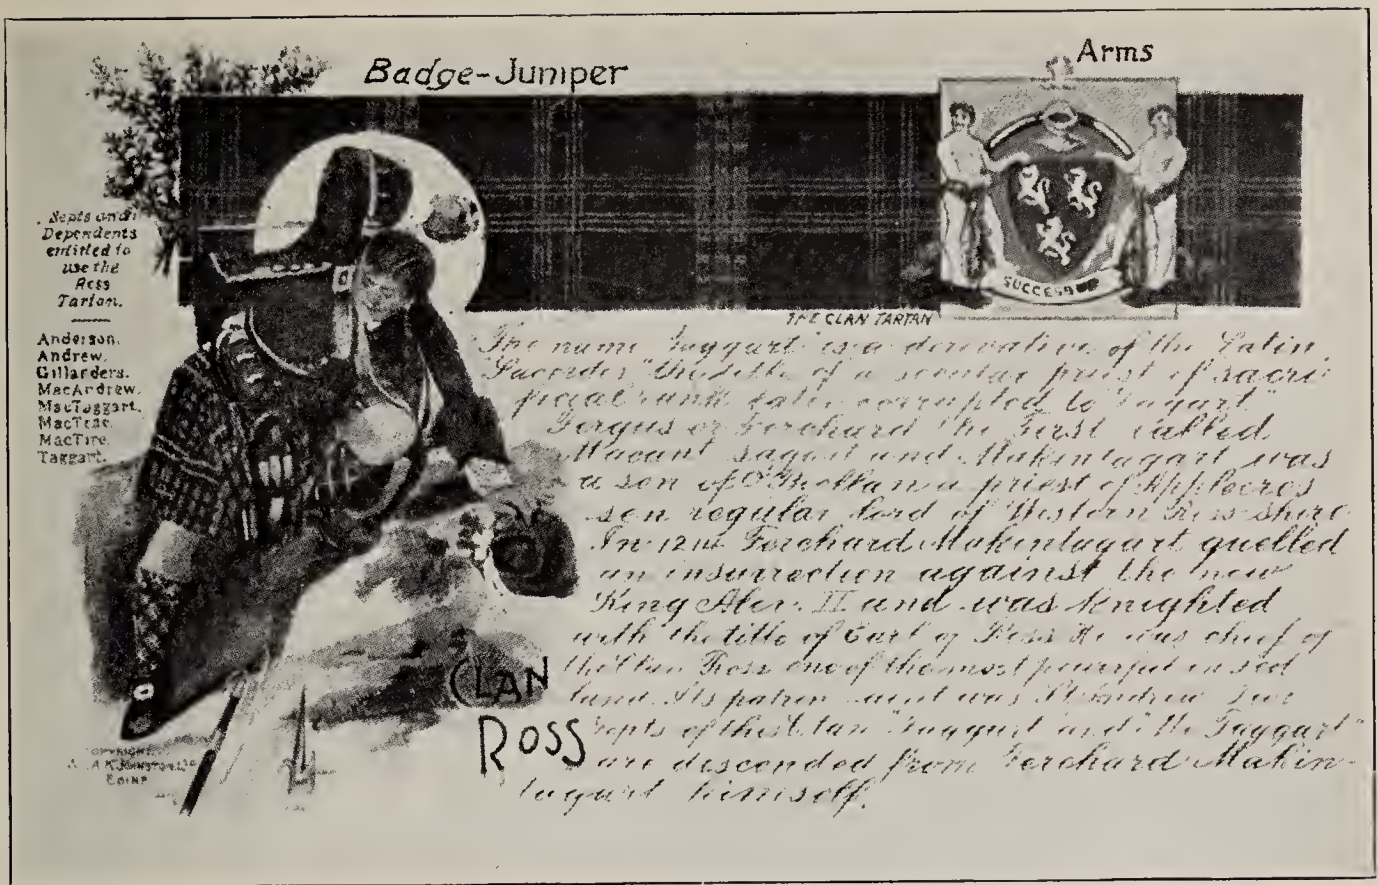 Badge-Juniper
Arms
Septs and
Dependents
entitled to
use the
Ross
Tartan.
Anderson.
Andrew.
Gillanders.
MacAndrew.
MacTaggart.
MacTear.
MacTire.
Taggart.
SUCCESS
THE CLAN TARTAN
The name "Taggart" is a derivative of the Latin
"Sacerdos" the title of a secular priest of sacri-
ficial rank later corrupted to "Tagart"
Fergus or Ferchard the First called
Macant sagart and Makintagart was
a son of O'Beollan a priest of Applecros
son regular lord of Western Ross-shire
In Ferchard Makintagart quelled
an insurrection against the new
King Alex. II and was knighted
with the title of Earl of Ross He was chief of
the Clan Ross one of the most powerful in Scot
land. Its patron saint was St Andrew Two
septs of this Clan "Taggart" and "Mc Taggart"
are descended from Ferchard Makin-
tagart himself.
CLAN
ROSS
COPYRIGHT
A.K. JOHNSTON LTD
EDINR